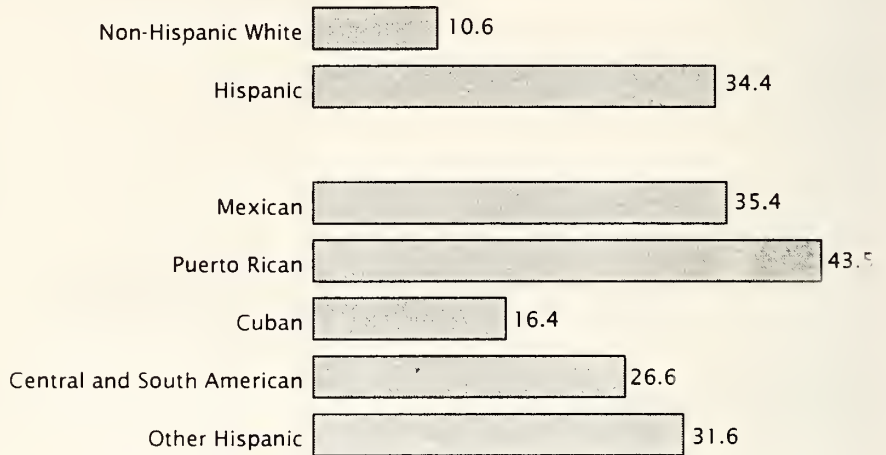 Non-Hispanic White 10.6
Hispanic 34.4
Mexican 35.4
Puerto Rican 43.5
Cuban 16.4
Central and South American 26.6
Other Hispanic 31.6